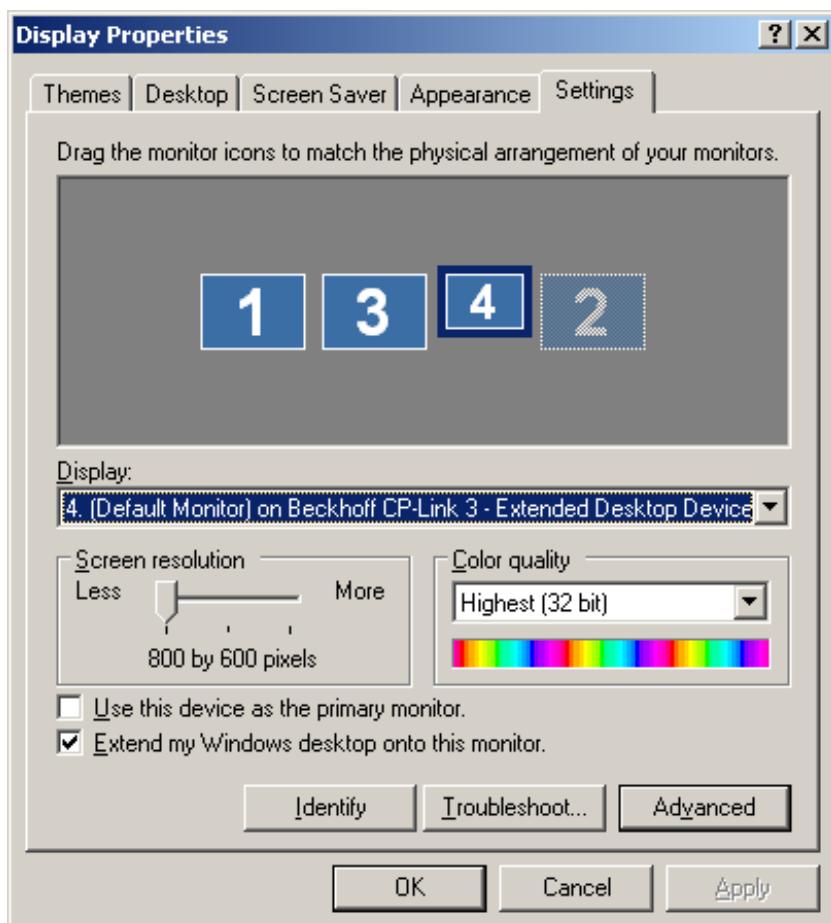 Display Properties
Themes Desktop Screen Saver Appearance Settings
Drag the monitor icons to match the physical arrangement of your monitors.
1 3 4 2
Display:
4. (Default Monitor) on Beckhoff CP-Link 3 - Extended Desktop Device
Screen resolution
Less More
800 by 600 pixels
Color quality
Highest (32 bit)
Use this device as the primary monitor.
Extend my Windows desktop onto this monitor.
Identify Troubleshoot... Advanced
OK Cancel Apply